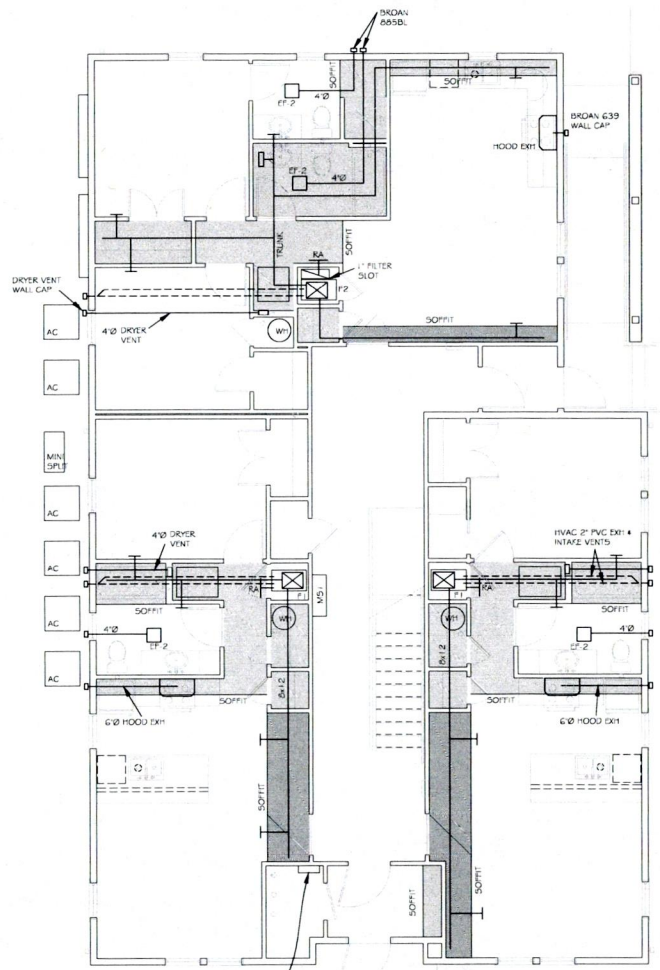 BROAN
885BL
SOFFIT
SOFFIT
EF-2
4"Ø
BROAN 639
WALL CAP
HOOD EXH
EF-2
4"Ø
TRUNK
SOFFIT
RA
1" FILTER
SLOT
F2
DRYER VENT
WALL CAP
4"Ø DRYER
VENT
WH
SOFFIT
AC
AC
MINI
SPLIT
AC
4"Ø DRYER
VENT
HVAC 2" PVC EXH &
INTAKE VENTS
AC
RA
F1
MS1
F1
RA
SOFFIT
SOFFIT
WH
WH
4"Ø
EF-2
EF-2
4"Ø
AC
8x12
8x12
SOFFIT
SOFFIT
6"Ø HOOD EXH
6"Ø HOOD EXH
SOFFIT
SOFFIT
SOFFIT